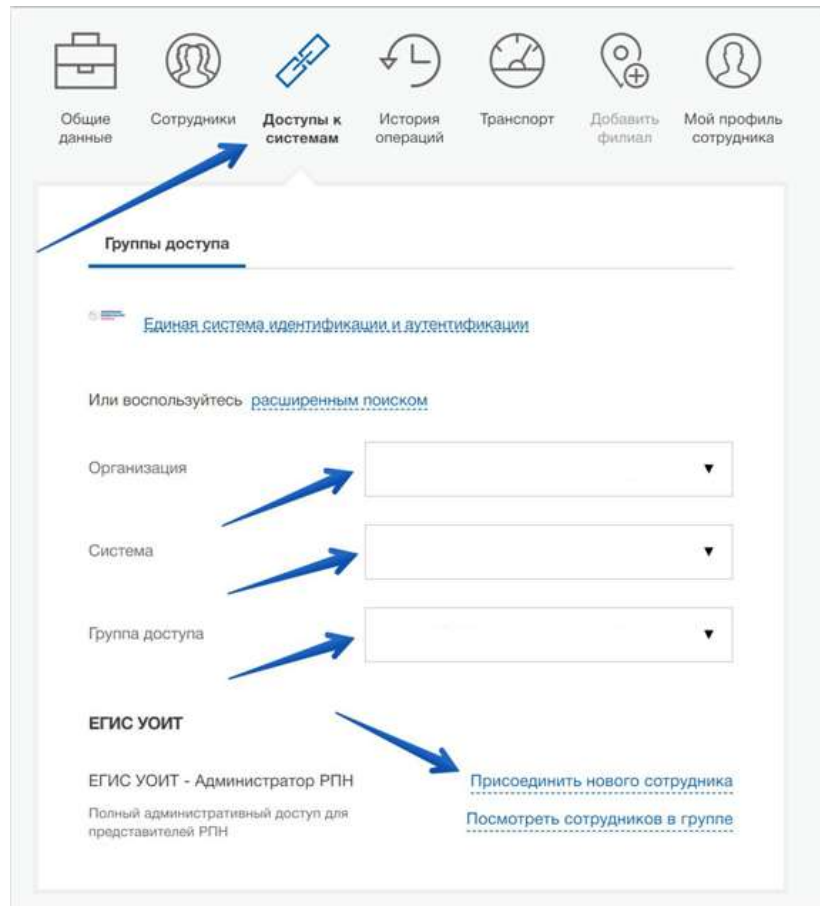 Общие данные
Сотрудники
Доступы к системам
История операций
Транспорт
Добавить филиал
Мой профиль сотрудника
Группы доступа
Единая система идентификации и аутентификации
Или воспользуйтесь расширенным поиском
Организация
Система
Группа доступа
ЕГИС УОИТ
ЕГИС УОИТ - Администратор РПН
Присоединить нового сотрудника
Полный административный доступ для
представителей РПН
Посмотреть сотрудников в группе